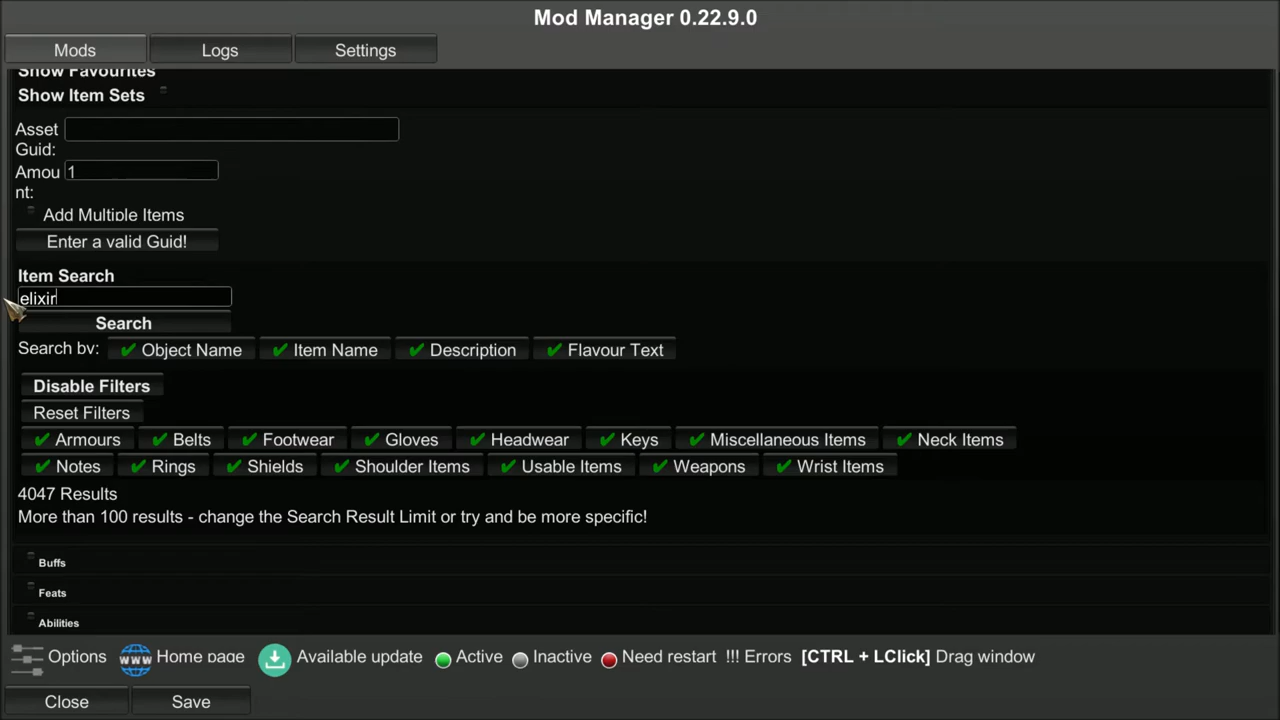 Mod Manager 0.22.9.0
Mods Logs Settings
Show Favourites
Show Item Sets
Asset
Guid:
Amou 1
nt:
Add Multiple Items
Enter a valid Guid!
Item Search
elixir
Search
Search by: ✔ Object Name ✔ Item Name ✔ Description ✔ Flavour Text
Disable Filters
Reset Filters
✔ Armours ✔ Belts ✔ Footwear ✔ Gloves ✔ Headwear ✔ Keys ✔ Miscellaneous Items ✔ Neck Items
✔ Notes ✔ Rings ✔ Shields ✔ Shoulder Items ✔ Usable Items ✔ Weapons ✔ Wrist Items
4047 Results
More than 100 results - change the Search Result Limit or try and be more specific!
Buffs
Feats
Abilities
Options www Home page Available update Active Inactive Need restart !!! Errors [CTRL + LClick] Drag window
Close Save